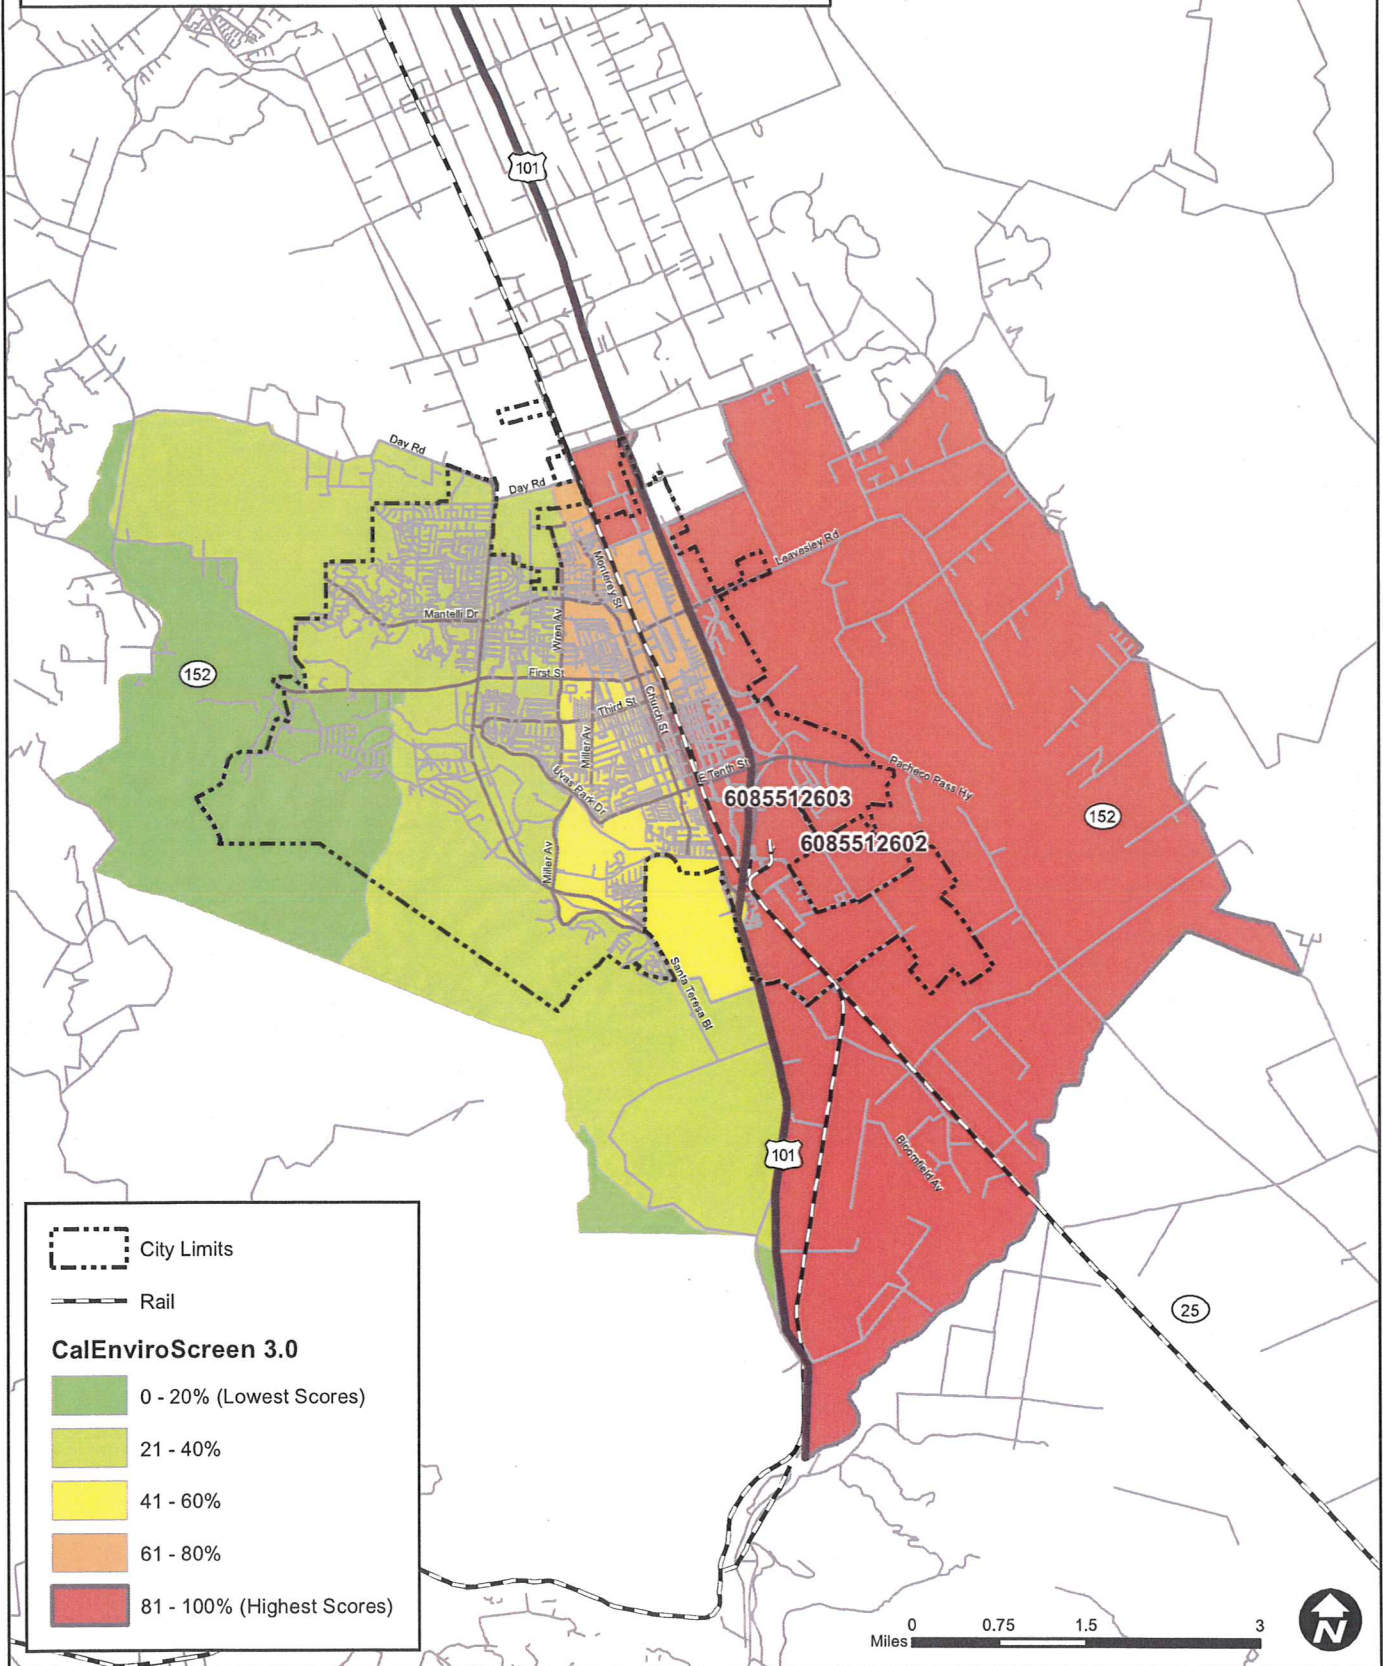 101
Day Rd
Day Rd
Leavesley Rd
Monterey St
Mantelli Dr
Wren Av
152
First St
Third St
Church St
Miller Av
E Tenth St
Pacheco Pass Hy
Uvas Park Dr
6085512603
152
6085512602
Miller Av
Santa Teresa Bl
101
Bloomfield Av
City Limits
Rail
25
CalEnviroScreen 3.0
0 - 20% (Lowest Scores)
21 - 40%
41 - 60%
61 - 80%
81 - 100% (Highest Scores)
0 0.75 1.5 3
Miles
N